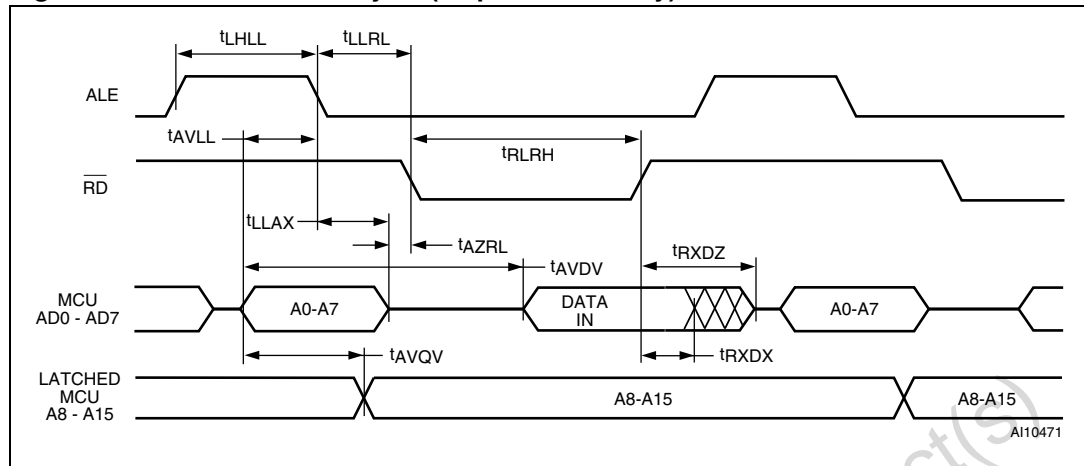 tLHLL
tLLRL
ALE
tAVLL
tRLRH
RD
tLLAX
tAZRL
tRXDZ
tAVDV
MCU
AD0 - AD7
A0-A7
DATA
IN
A0-A7
tAVQV
tRXDX
LATCHED
MCU
A8 - A15
A8-A15
A8-A15
AI10471
ct(s)